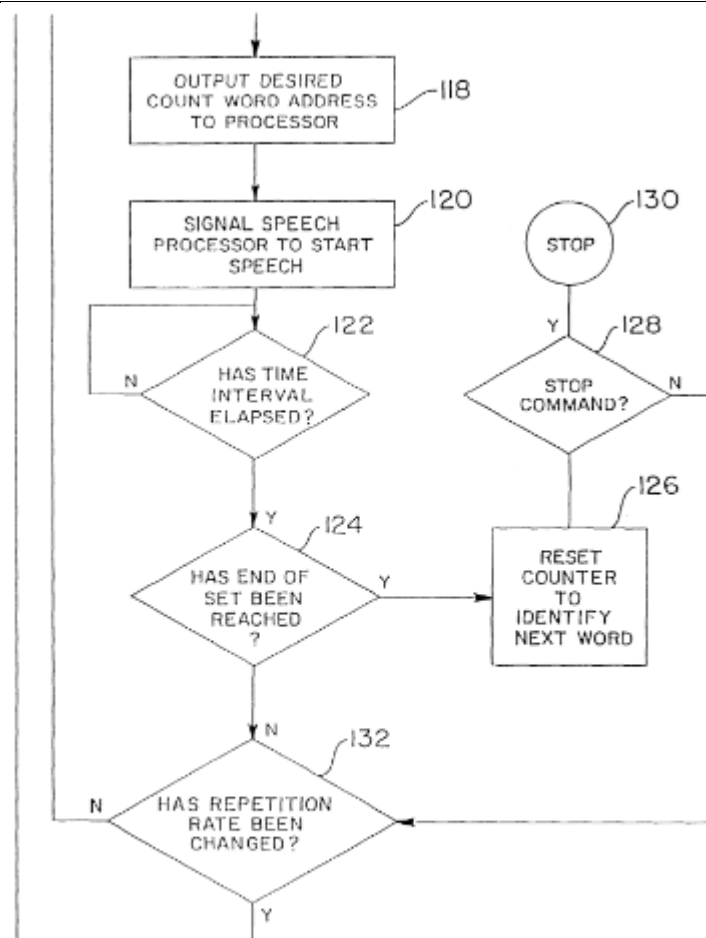 OUTPUT DESIRED
COUNT WORD ADDRESS
TO PROCESSOR
118
SIGNAL SPEECH
PROCESSOR TO START
SPEECH
120
STOP
130
122
N
HAS TIME
INTERVAL
ELAPSED?
Y
Y
128
STOP
COMMAND?
N
124
HAS END OF
SET BEEN
REACHED
?
Y
126
RESET
COUNTER
TO
IDENTIFY
NEXT WORD
N
132
N
HAS REPETITION
RATE BEEN
CHANGED?
Y